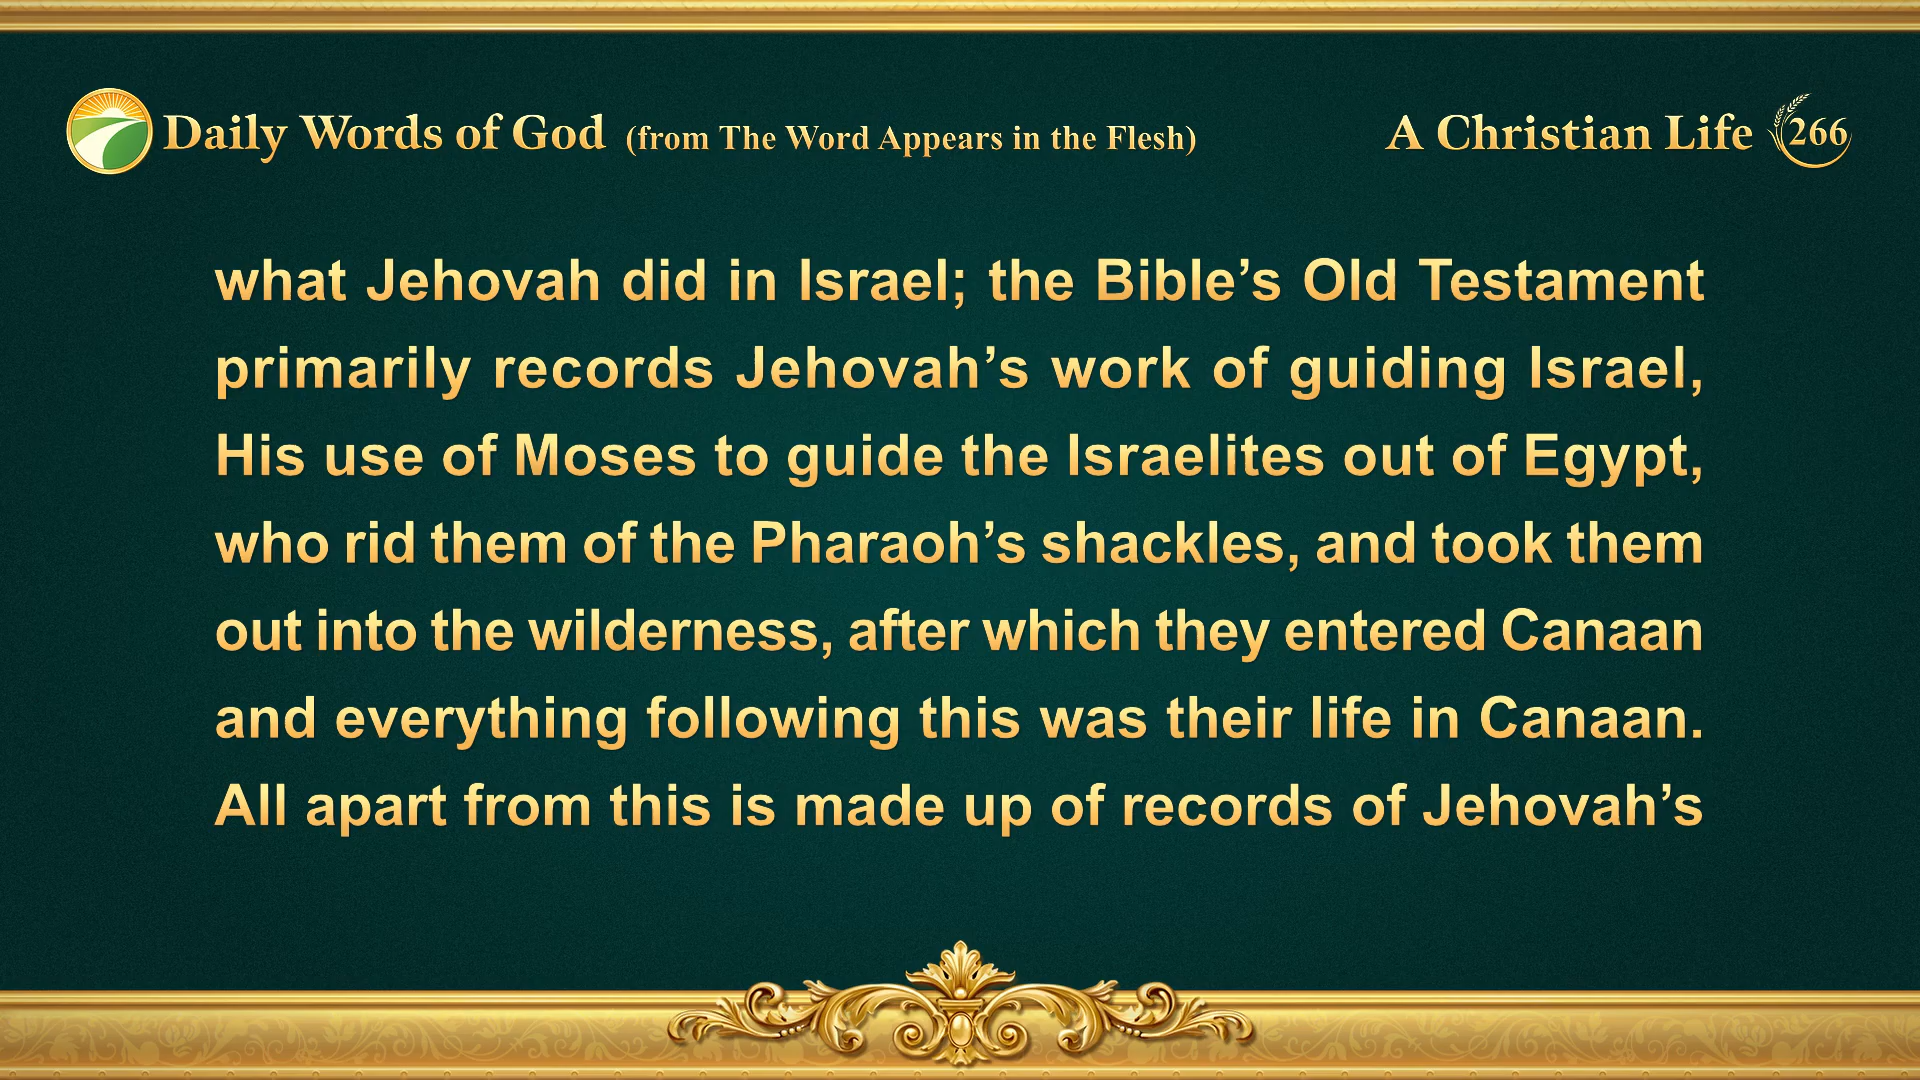 Daily Words of God (from The Word Appears in the Flesh) A Christian Life 266
what Jehovah did in Israel; the Bible’s Old Testament
primarily records Jehovah’s work of guiding Israel,
His use of Moses to guide the Israelites out of Egypt,
who rid them of the Pharaoh’s shackles, and took them
out into the wilderness, after which they entered Canaan
and everything following this was their life in Canaan.
All apart from this is made up of records of Jehovah’s